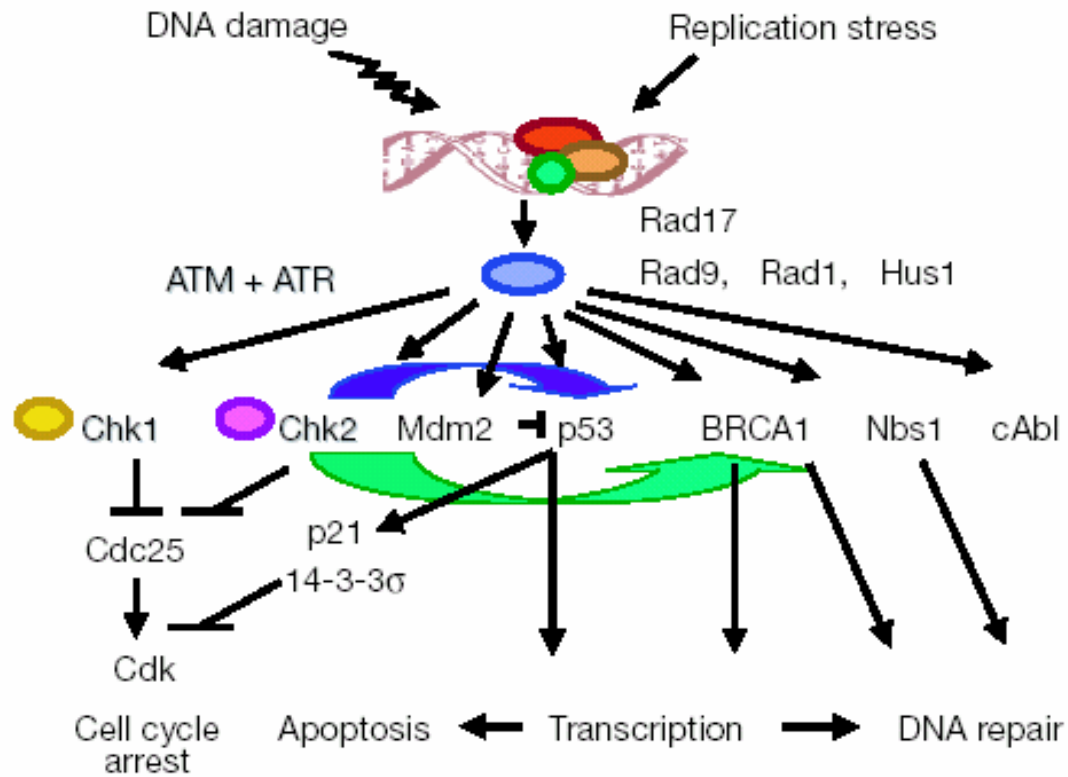 DNA damage
Replication stress
Rad17
ATM + ATR
Rad9, Rad1, Hus1
Chk1
Chk2
Mdm2
p53
BRCA1
Nbs1
cAbl
Cdc25
p21
14-3-3σ
Cdk
Cell cycle
arrest
Apoptosis
Transcription
DNA repair